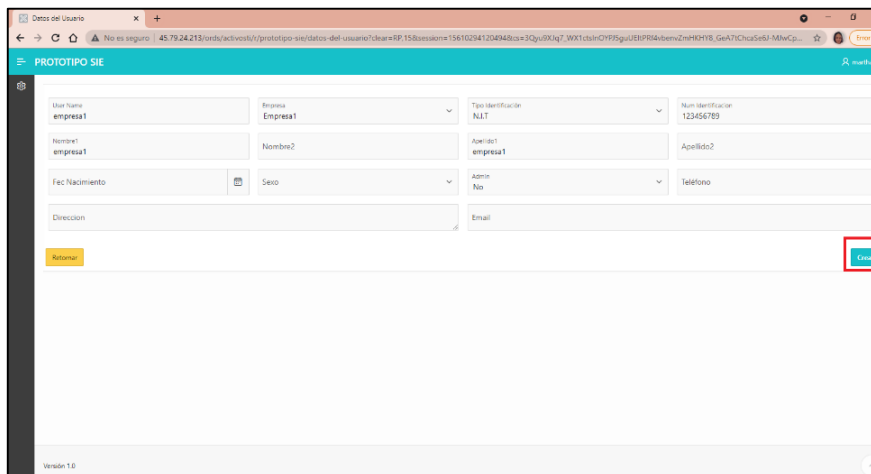 Datos del Usuario
No es seguro
PROTOTIPO SIE
User Name Empresa Tipo Identificación Num Identificacion
empresa1 Empresa1 N.I.T 123456789
Nombre1 Nombre2 Apellido1 Apellido2
empresa1 empresa1
Fec Nacimiento Sexo Admin Teléfono
No
Direccion Email
Retornar
Versión 1.0